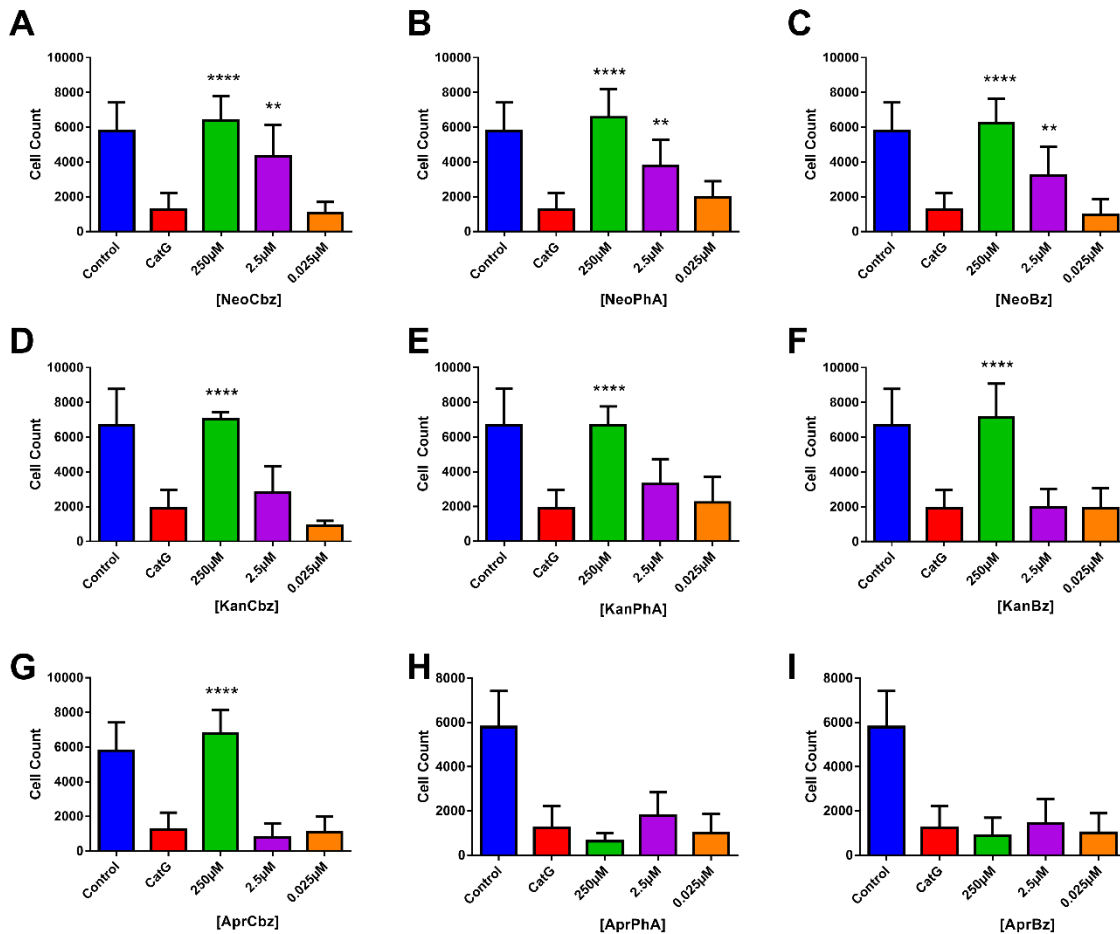 A
10000
8000
6000
4000
2000
0
Cell Count
****
**
Control
CatG
250µM
2.5µM
0.025µM
[NeoCbz]
B
10000
8000
6000
4000
2000
0
Cell Count
****
**
Control
CatG
250µM
2.5µM
0.025µM
[NeoPhA]
C
10000
8000
6000
4000
2000
0
Cell Count
****
**
Control
CatG
250µM
2.5µM
0.025µM
[NeoBz]
D
10000
8000
6000
4000
2000
0
Cell Count
****
Control
CatG
250µM
2.5µM
0.025µM
[KanCbz]
E
10000
8000
6000
4000
2000
0
Cell Count
****
Control
CatG
250µM
2.5µM
0.025µM
[KanPhA]
F
10000
8000
6000
4000
2000
0
Cell Count
****
Control
CatG
250µM
2.5µM
0.025µM
[KanBz]
G
10000
8000
6000
4000
2000
0
Cell Count
****
Control
CatG
250µM
2.5µM
0.025µM
[AprCbz]
H
8000
6000
4000
2000
0
Cell Count
Control
CatG
250µM
2.5µM
0.025µM
[AprPhA]
I
8000
6000
4000
2000
0
Cell Count
Control
CatG
250µM
2.5µM
0.025µM
[AprBz]